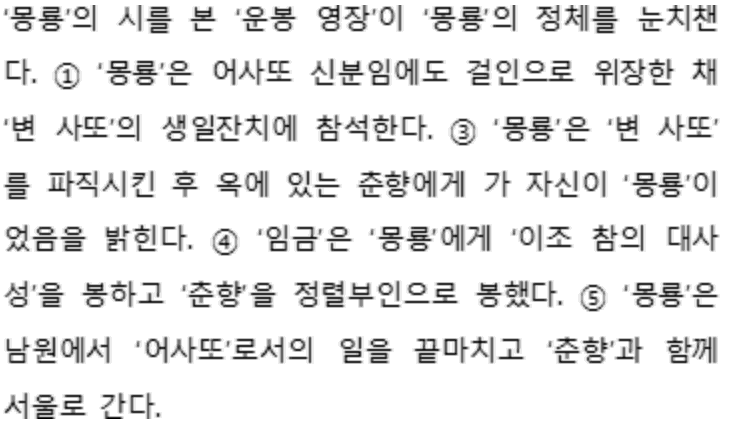 ‘몽룡’의 시를 본 ‘운봉 영장’이 ‘몽룡’의 정체를 눈치챈
다. ① ‘몽룡’은 어사또 신분임에도 걸인으로 위장한 채
‘변 사또’의 생일잔치에 참석한다. ③ ‘몽룡’은 ‘변 사또’
를 파직시킨 후 옥에 있는 춘향에게 가 자신이 ‘몽룡’이
었음을 밝힌다. ④ ‘임금’은 ‘몽룡’에게 ‘이조 참의 대사
성’을 봉하고 ‘춘향’을 정렬부인으로 봉했다. ⑤ ‘몽룡’은
남원에서 ‘어사또’로서의 일을 끝마치고 ‘춘향’과 함께
서울로 간다.